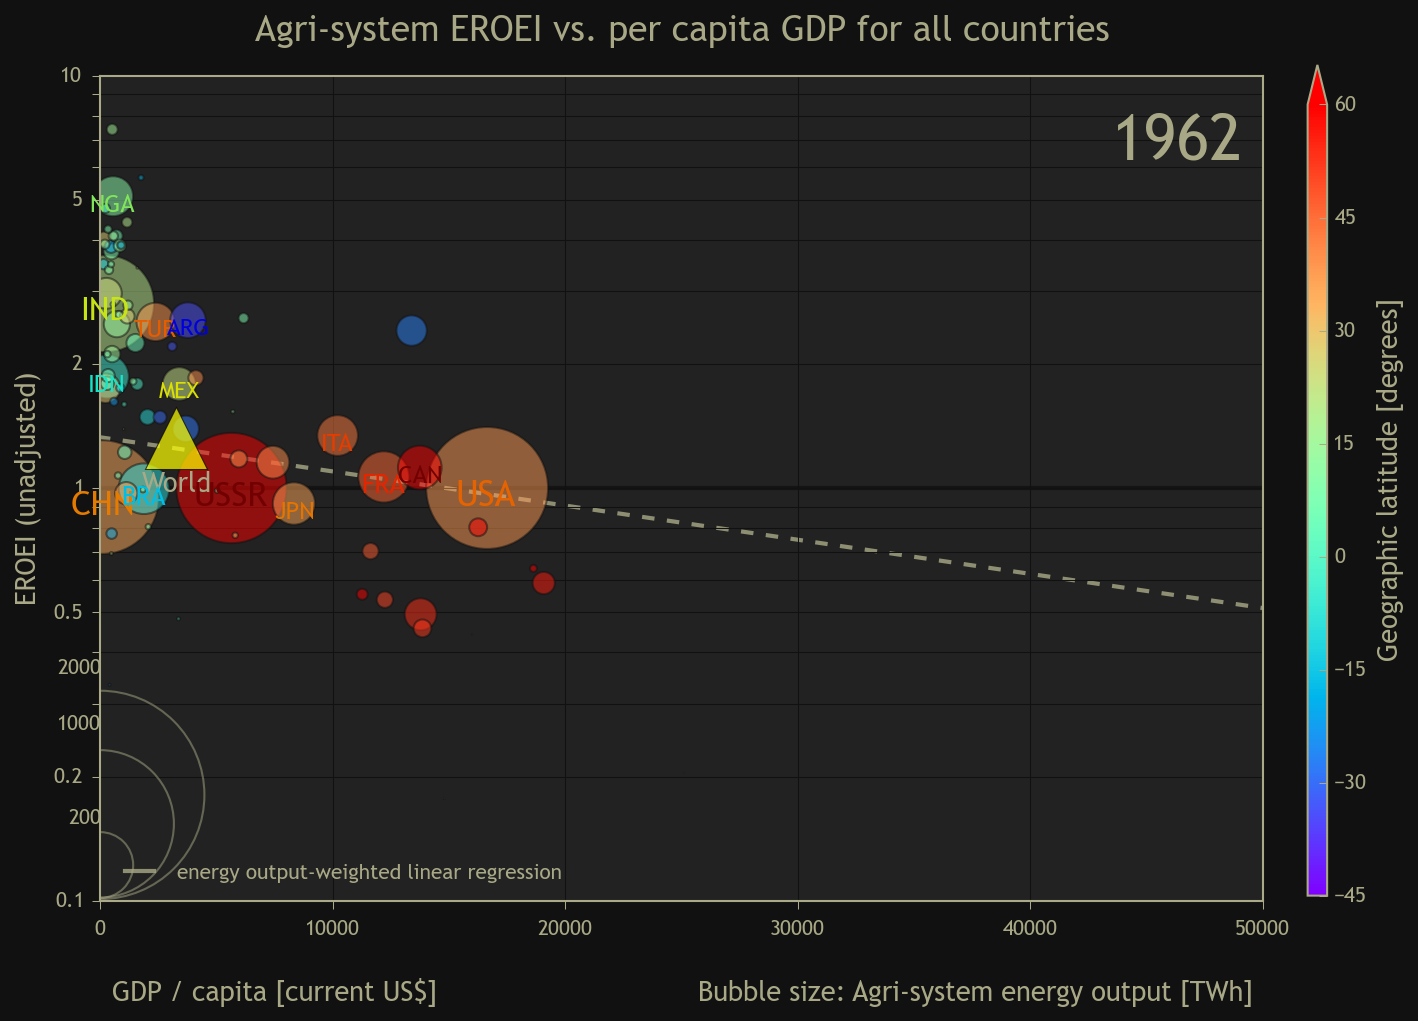 Agri-system EROEI vs. per capita GDP for all countries
1962
10
5
2
1
0.5
0.2
0.1
EROEI (unadjusted)
NGA
IND
TUR
ARG
IDN
MEX
ITA
CAN
FRA
World
CHN
BRA
USSR
JPN
USA
2000
1000
200
energy output-weighted linear regression
0
10000
20000
30000
40000
50000
GDP / capita [current US$]
Bubble size: Agri-system energy output [TWh]
60
45
30
15
0
−15
−30
−45
Geographic latitude [degrees]